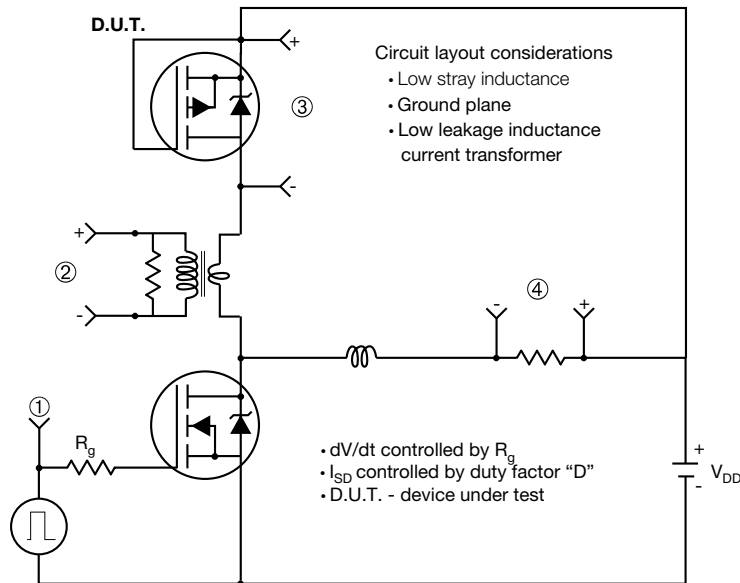 D.U.T.
+
Circuit layout considerations
• Low stray inductance
③
• Ground plane
• Low leakage inductance
current transformer
-
+
②
-
④
-
+
①
R<sub>g</sub>
• dV/dt controlled by R<sub>g</sub>
• I<sub>SD</sub> controlled by duty factor “D”
• D.U.T. - device under test
+
V<sub>DD</sub>
-